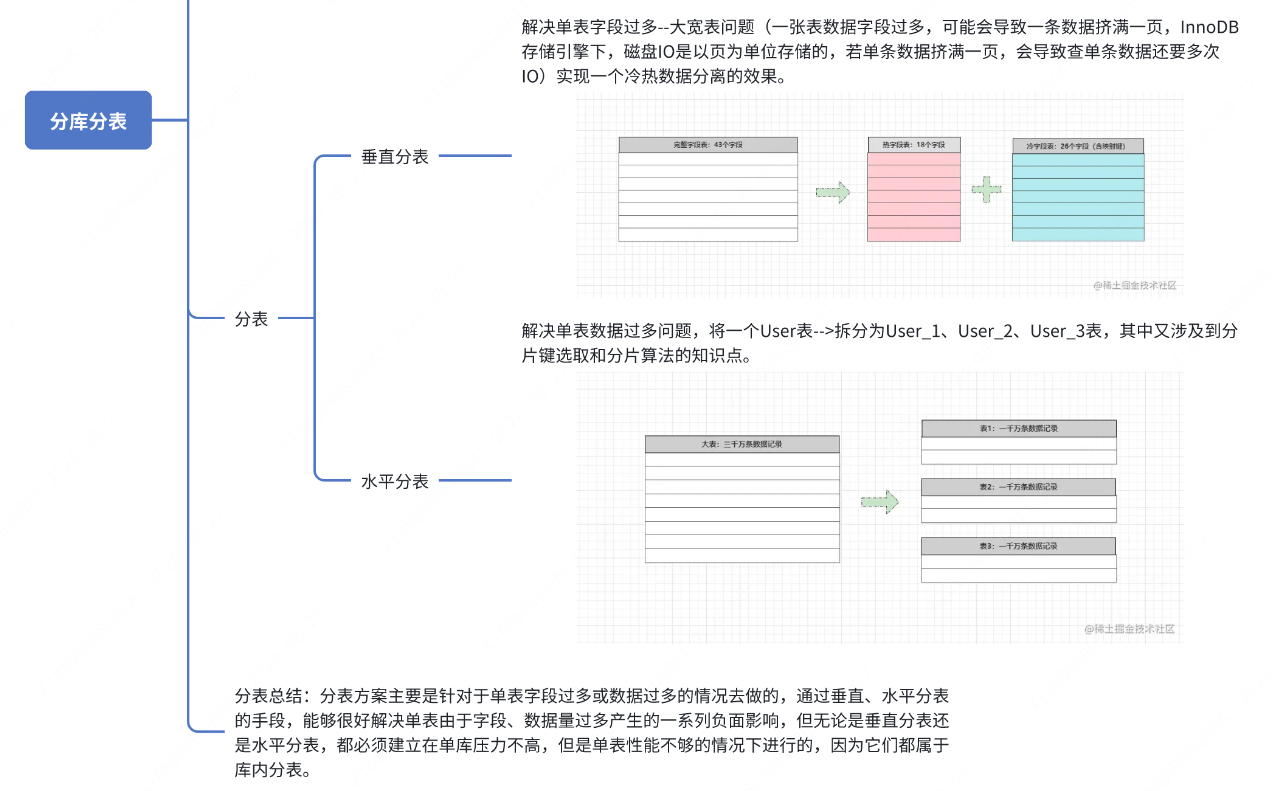 解决单表字段过多--大宽表问题（一张表数据字段过多，可能会导致一条数据挤满一页，InnoDB
存储引擎下，磁盘IO是以页为单位存储的，若单条数据挤满一页，会导致查单条数据还要多次
IO）实现一个冷热数据分离的效果。
分库分表
垂直分表
完整字段表：43个字段
热字段表：18个字段
冷字段表：26个字段（含映射键）
@稀土掘金技术社区
分表
解决单表数据过多问题，将一个User表-->拆分为User_1、User_2、User_3表，其中又涉及到分
片键选取和分片算法的知识点。
水平分表
大表：三千万条数据记录
表1：一千万条数据记录
表2：一千万条数据记录
表3：一千万条数据记录
@稀土掘金技术社区
分表总结：分表方案主要是针对于单表字段过多或数据过多的情况去做的，通过垂直、水平分表
的手段，能够很好解决单表由于字段、数据量过多产生的一系列负面影响，但无论是垂直分表还
是水平分表，都必须建立在单库压力不高，但是单表性能不够的情况下进行的，因为它们都属于
库内分表。